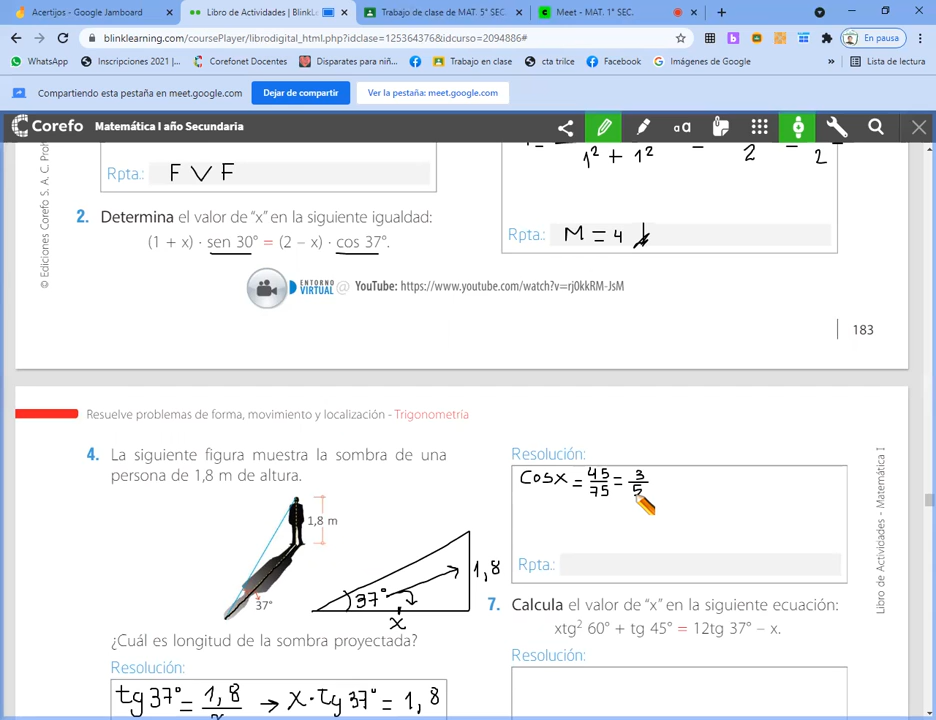 Acertijos - Google Jamboard
Libro de Actividades | BlinkLe
Trabajo de clase de MAT. 5° SEC.
Meet - MAT. 1° SEC.
blinklearning.com/coursePlayer/librodigital_html.php?idclase=125364376&idcurso=2094886#
En pausa
WhatsApp
Inscripciones 2021 |...
Corefonet Docentes
Disparates para niñ...
Trabajo en clase
cta trilce
Facebook
Imágenes de Google
»
Lista de lectura
Compartiendo esta pestaña en meet.google.com
Dejar de compartir
Ver la pestaña: meet.google.com
Corefo
Matemática I año Secundaria
aa
1² + 1²
2
2
Rpta.: F V F
Rpta.: M = 4
2. Determina el valor de "x" en la siguiente igualdad:
(1 + x) · sen 30° = (2 – x) · cos 37°.
ENTORNO
VIRTUAL
@ YouTube: https://www.youtube.com/watch?v=rj0kkRM-JsM
© Ediciones Corefo S. A. C. Proh
183
Resuelve problemas de forma, movimiento y localización - Trigonometría
4. La siguiente figura muestra la sombra de una
persona de 1,8 m de altura.
1,8 m
37°
37°
1,8
x
¿Cuál es longitud de la sombra proyectada?
Resolución:
tg 37° = 1,8/x → x · Tg 37° = 1,8
Resolución:
Cosx = 45/75 = 3/5
Rpta.:
7. Calcula el valor de "x" en la siguiente ecuación:
xtg² 60° + tg 45° = 12tg 37° – x.
Resolución:
Libro de Actividades - Matemática I